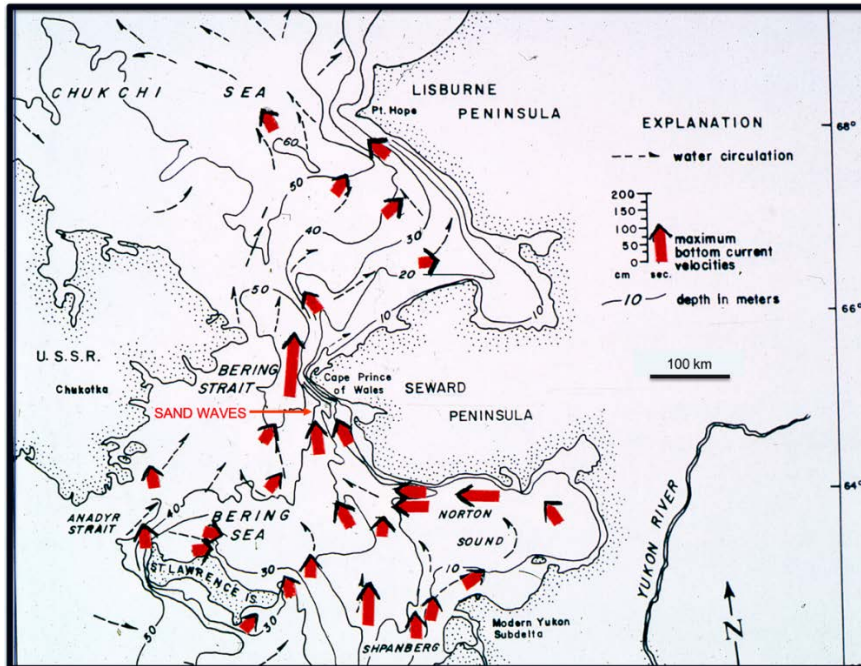 CHUKCHI SEA
LISBURNE
PENINSULA
Pt. Hope
68°
EXPLANATION
water circulation
200
150
100
50
0
cm sec.
maximum
bottom current
velocities
10 depth in meters
60
50
40
30
20
10
10
50
66°
U.S.S.R.
Chukotka
BERING
STRAIT
Cape Prince
of Wales
SEWARD
PENINSULA
100 km
SAND WAVES
64°
ANADYR
STRAIT
40
BERING
SEA
NORTON
SOUND
YUKON RIVER
ST. LAWRENCE IS.
30
10
30
50
SHPANBERG
Modern Yukon
Subdelta
N